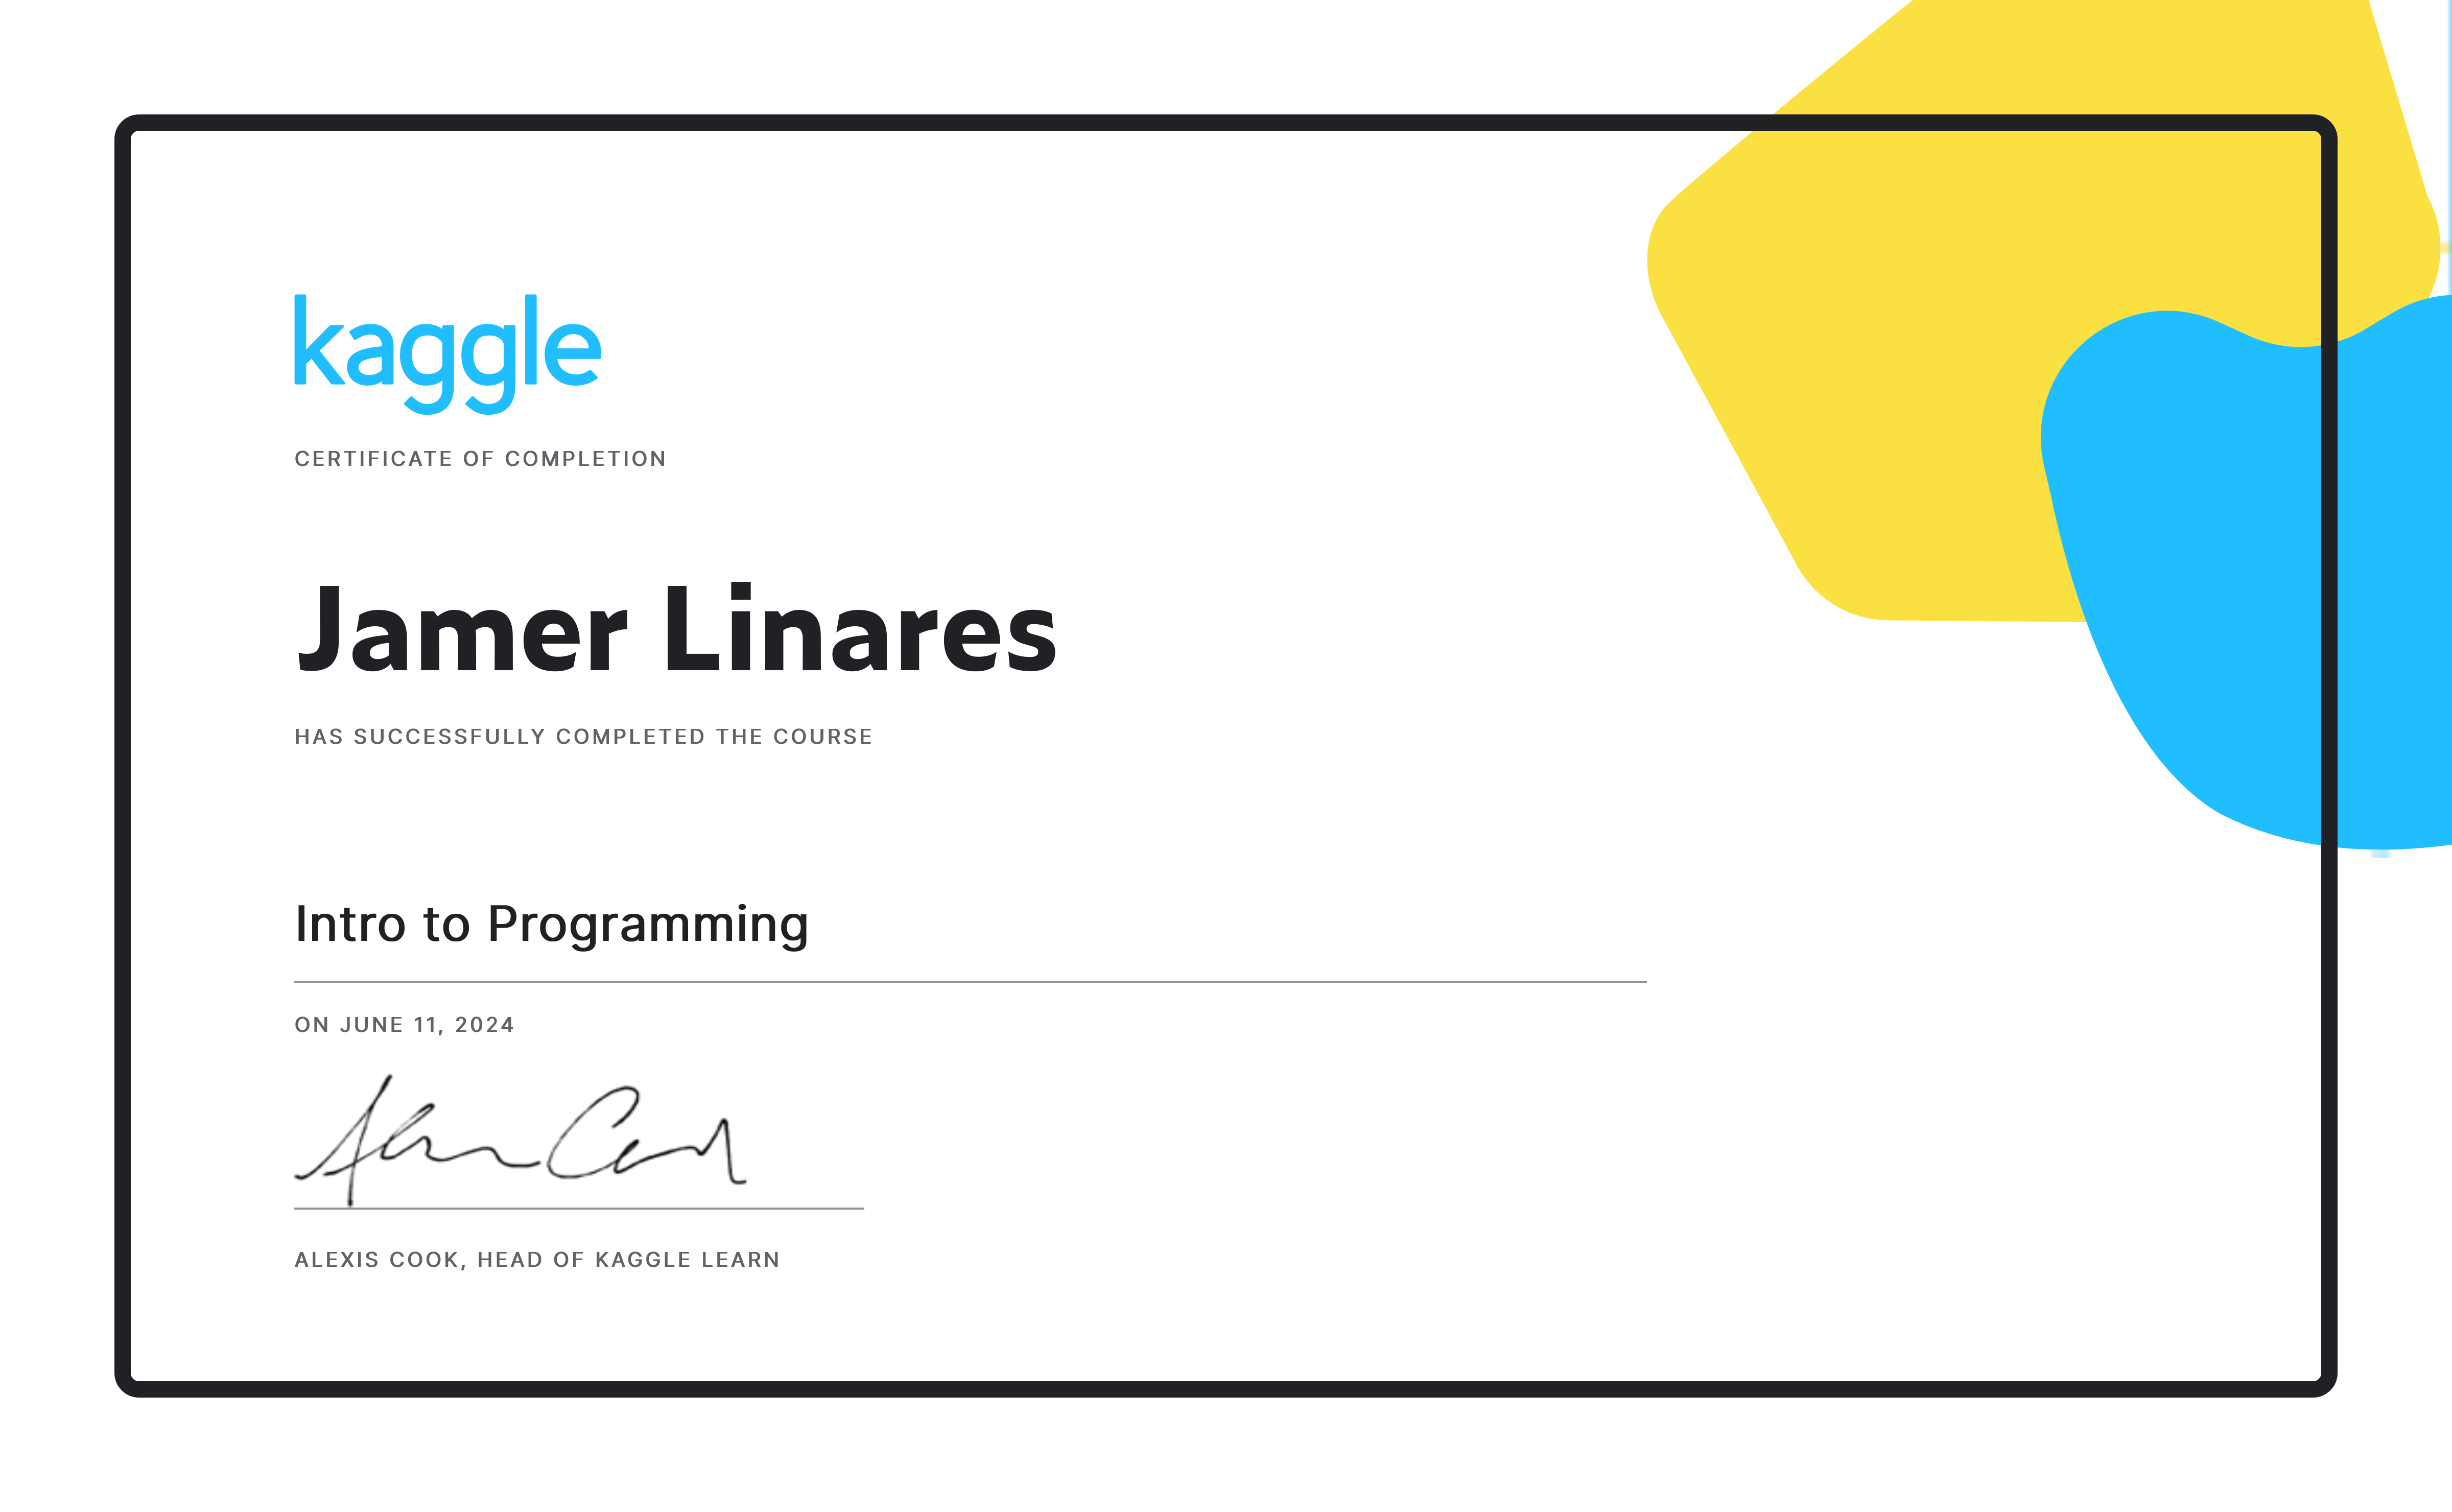 kaggle
CERTIFICATE OF COMPLETION
Jamer Linares
HAS SUCCESSFULLY COMPLETED THE COURSE
Intro to Programming
ON JUNE 11, 2024
ALEXIS COOK, HEAD OF KAGGLE LEARN